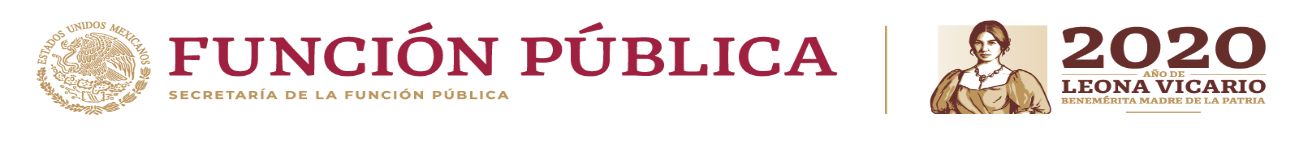 ESTADOS UNIDOS MEXICANOS
FUNCIÓN PÚBLICA
SECRETARÍA DE LA FUNCIÓN PÚBLICA
2020
AÑO DE
LEONA VICARIO
BENEMÉRITA MADRE DE LA PATRIA